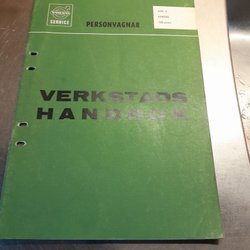 VOLVO
SERVICE
PERSONVAGNAR
VERKSTADS
HANDBOK